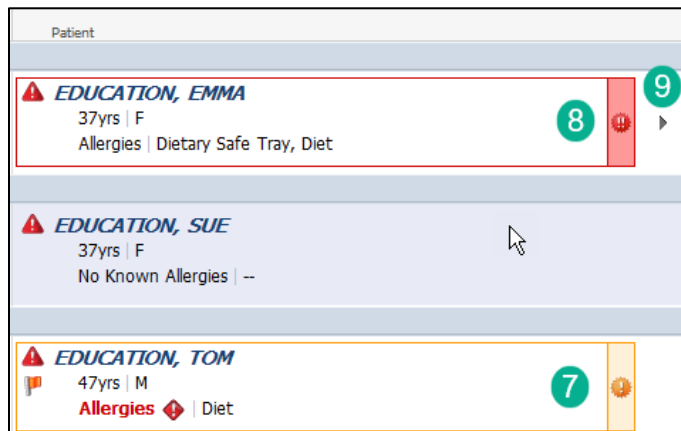 Patient
EDUCATION, EMMA
37yrs | F
Allergies | Dietary Safe Tray, Diet
8
9
EDUCATION, SUE
37yrs | F
No Known Allergies | --
EDUCATION, TOM
47yrs | M
Allergies | Diet
7